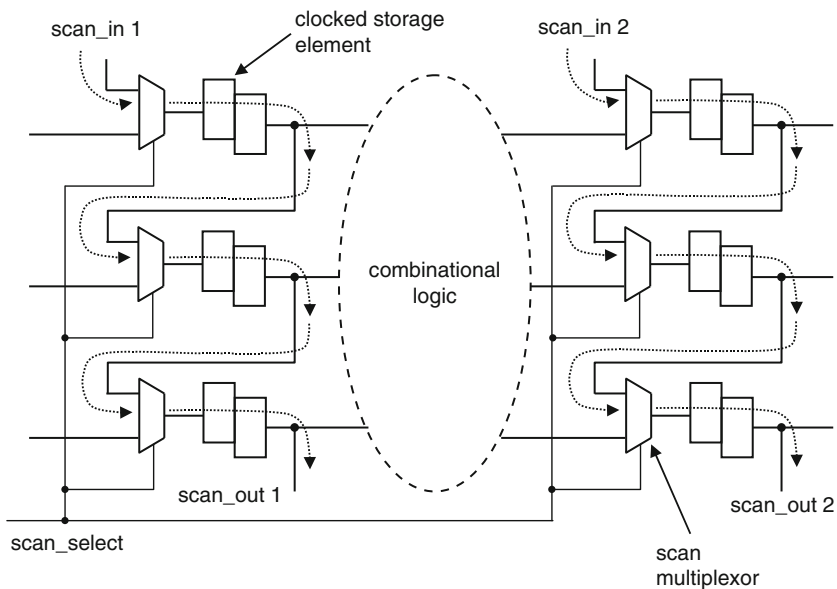 scan_in 1
clocked storage
element
scan_in 2
combinational
logic
scan_out 1
scan_out 2
scan_select
scan
multiplexor